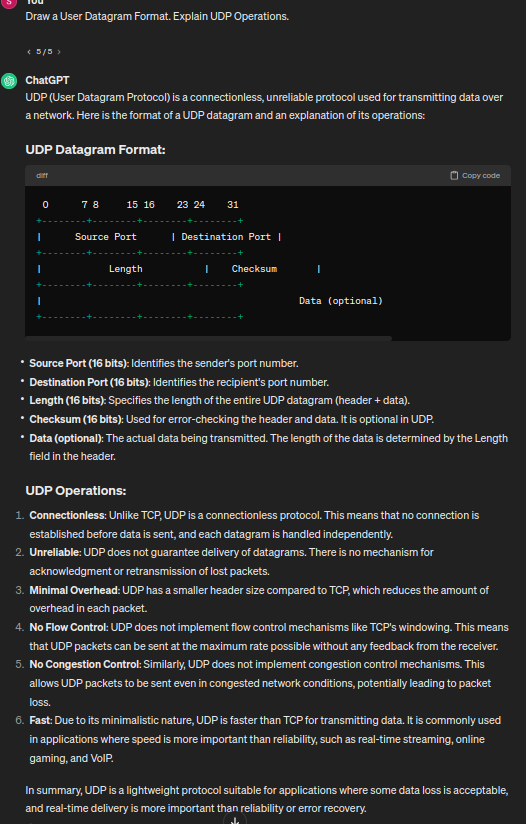 S You
Draw a User Datagram Format. Explain UDP Operations.
< 5/5 >
ChatGPT
UDP (User Datagram Protocol) is a connectionless, unreliable protocol used for transmitting data over
a network. Here is the format of a UDP datagram and an explanation of its operations:
UDP Datagram Format:
diff Copy code
0 7 8 15 16 23 24 31
+--------+--------+--------+--------+
| Source Port | Destination Port |
+--------+--------+--------+--------+
| Length | Checksum |
+--------+--------+--------+--------+
| Data (optional)
+--------+--------+--------+--------+
• Source Port (16 bits): Identifies the sender's port number.
• Destination Port (16 bits): Identifies the recipient's port number.
• Length (16 bits): Specifies the length of the entire UDP datagram (header + data).
• Checksum (16 bits): Used for error-checking the header and data. It is optional in UDP.
• Data (optional): The actual data being transmitted. The length of the data is determined by the Length
field in the header.
UDP Operations:
1. Connectionless: Unlike TCP, UDP is a connectionless protocol. This means that no connection is
established before data is sent, and each datagram is handled independently.
2. Unreliable: UDP does not guarantee delivery of datagrams. There is no mechanism for
acknowledgment or retransmission of lost packets.
3. Minimal Overhead: UDP has a smaller header size compared to TCP, which reduces the amount of
overhead in each packet.
4. No Flow Control: UDP does not implement flow control mechanisms like TCP's windowing. This means
that UDP packets can be sent at the maximum rate possible without any feedback from the receiver.
5. No Congestion Control: Similarly, UDP does not implement congestion control mechanisms. This
allows UDP packets to be sent even in congested network conditions, potentially leading to packet
loss.
6. Fast: Due to its minimalistic nature, UDP is faster than TCP for transmitting data. It is commonly used
in applications where speed is more important than reliability, such as real-time streaming, online
gaming, and VoIP.
In summary, UDP is a lightweight protocol suitable for applications where some data loss is acceptable,
and real-time delivery is more important than reliability or error recovery.